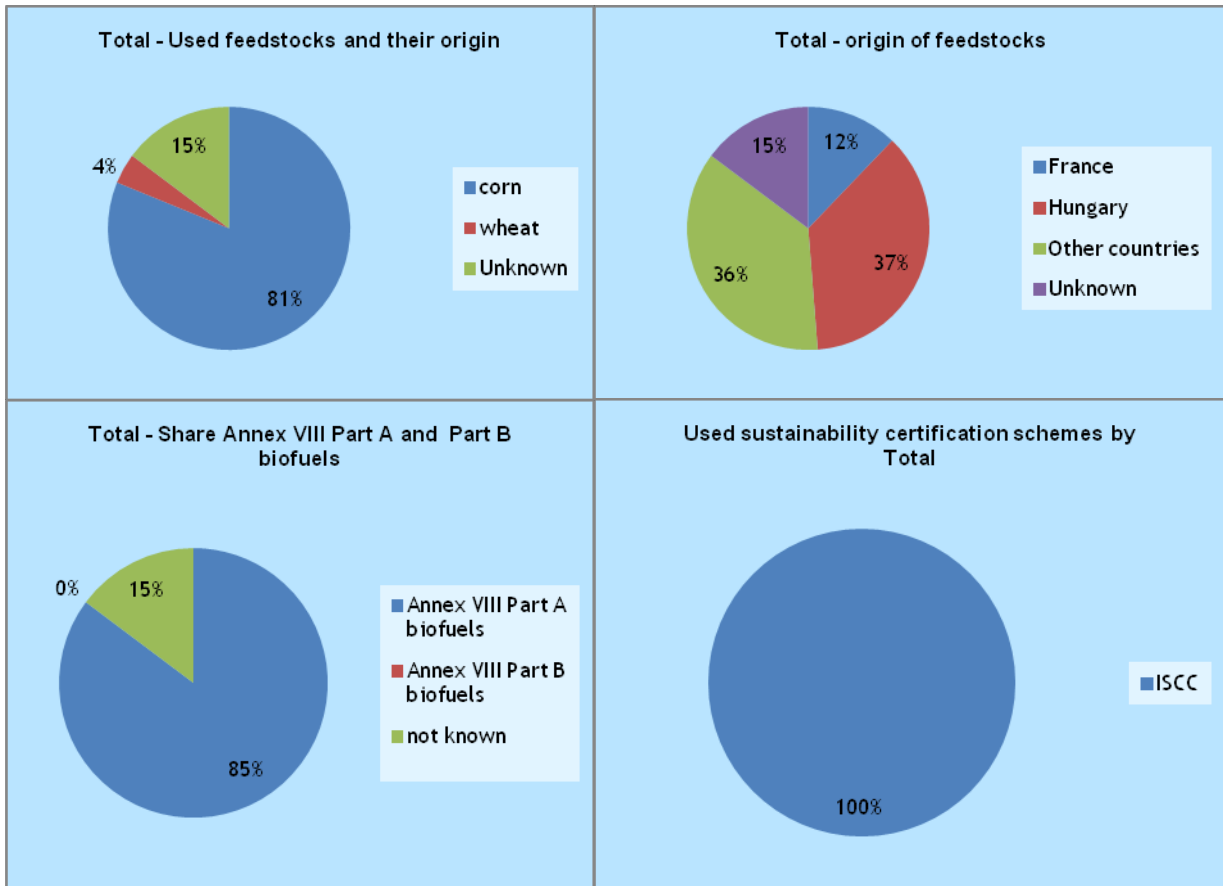 Total - Used feedstocks and their origin
15%
4%
81%
corn
wheat
Unknown
Total - origin of feedstocks
12%
15%
37%
36%
France
Hungary
Other countries
Unknown
Total - Share Annex VIII Part A and Part B
biofuels
0%
15%
85%
Annex VIII Part A
biofuels
Annex VIII Part B
biofuels
not known
Used sustainability certification schemes by
Total
100%
ISCC